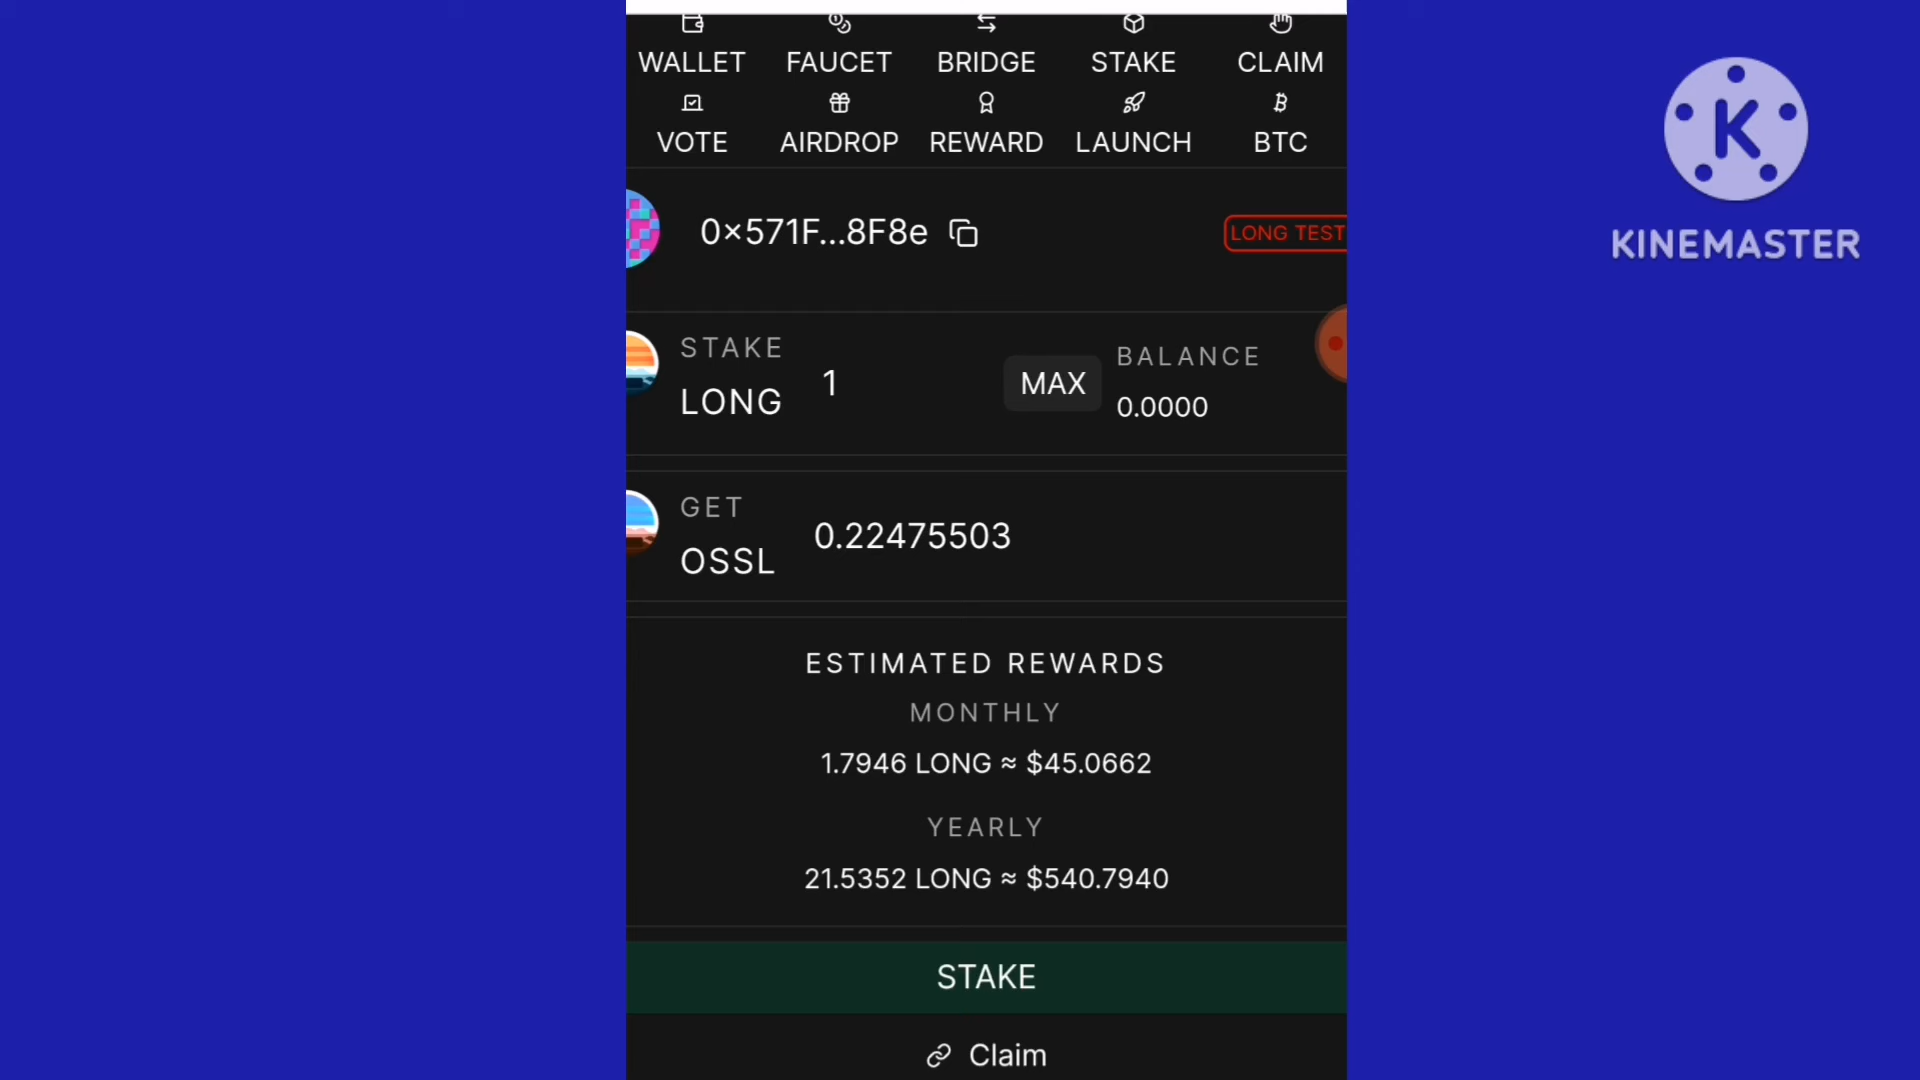 WALLET FAUCET BRIDGE STAKE CLAIM
VOTE AIRDROP REWARD LAUNCH BTC
0×571F...8F8e
LONG TEST
STAKE
LONG
1
MAX
BALANCE
0.0000
GET
OSSL
0.22475503
ESTIMATED REWARDS
MONTHLY
1.7946 LONG ≈ $45.0662
YEARLY
21.5352 LONG ≈ $540.7940
STAKE
Claim
K
KINEMASTER